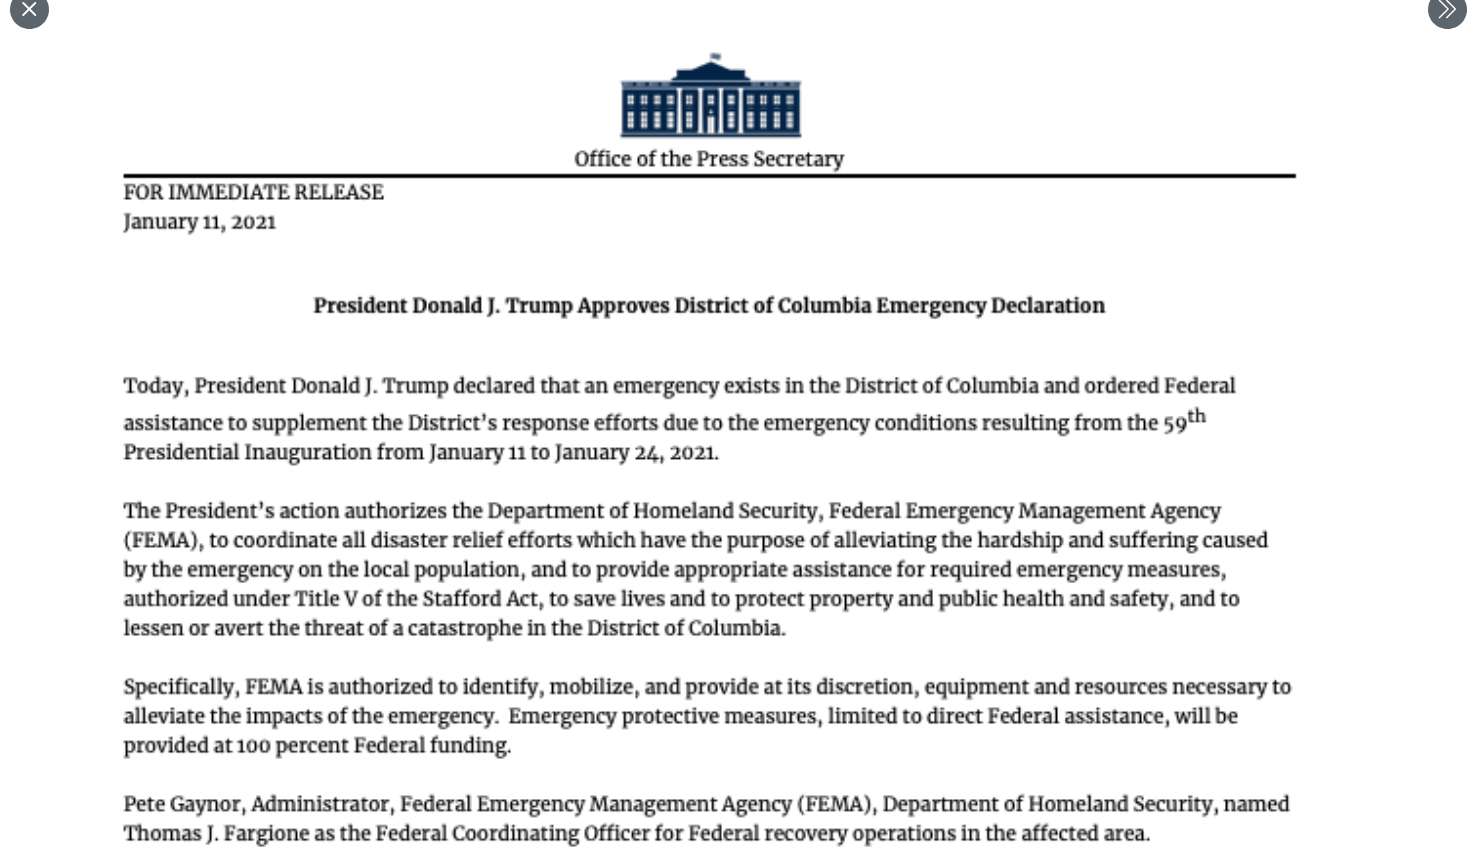 Office of the Press Secretary
FOR IMMEDIATE RELEASE
January 11, 2021
President Donald J. Trump Approves District of Columbia Emergency Declaration
Today, President Donald J. Trump declared that an emergency exists in the District of Columbia and ordered Federal
assistance to supplement the District’s response efforts due to the emergency conditions resulting from the 59th
Presidential Inauguration from January 11 to January 24, 2021.
The President’s action authorizes the Department of Homeland Security, Federal Emergency Management Agency
(FEMA), to coordinate all disaster relief efforts which have the purpose of alleviating the hardship and suffering caused
by the emergency on the local population, and to provide appropriate assistance for required emergency measures,
authorized under Title V of the Stafford Act, to save lives and to protect property and public health and safety, and to
lessen or avert the threat of a catastrophe in the District of Columbia.
Specifically, FEMA is authorized to identify, mobilize, and provide at its discretion, equipment and resources necessary to
alleviate the impacts of the emergency.  Emergency protective measures, limited to direct Federal assistance, will be
provided at 100 percent Federal funding.
Pete Gaynor, Administrator, Federal Emergency Management Agency (FEMA), Department of Homeland Security, named
Thomas J. Fargione as the Federal Coordinating Officer for Federal recovery operations in the affected area.